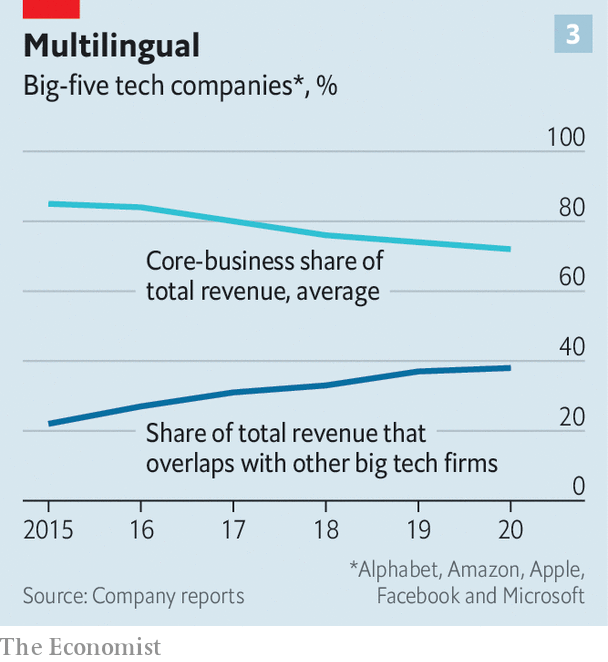 Multilingual
3
Big-five tech companies*, %
100
80
Core-business share of
total revenue, average
60
40
20
Share of total revenue that
overlaps with other big tech firms
0
2015 16 17 18 19 20
*Alphabet, Amazon, Apple,
Source: Company reports Facebook and Microsoft
The Economist